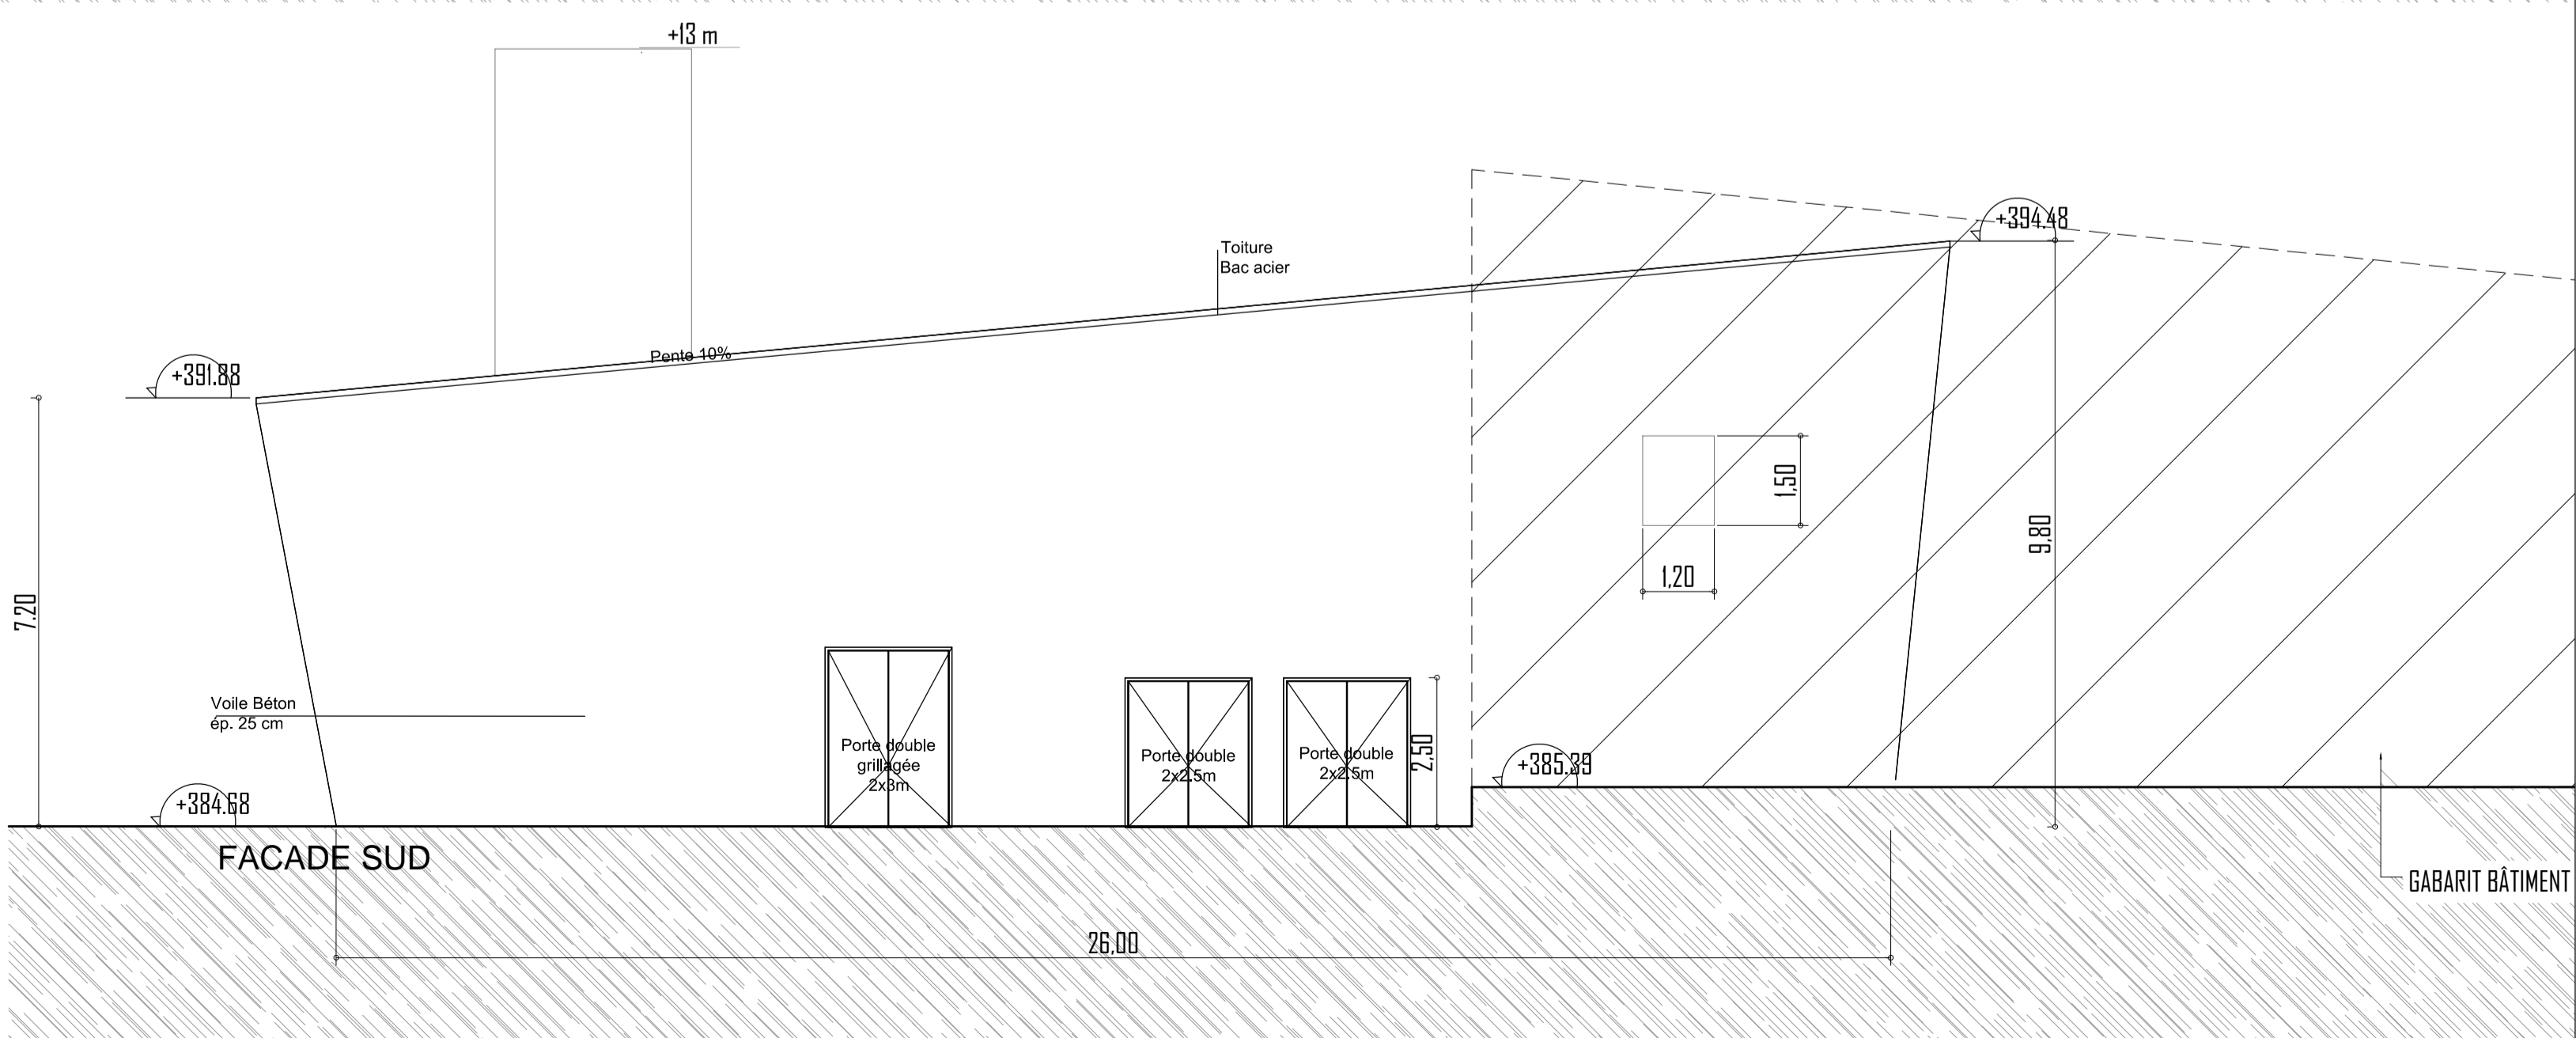 +13 m
+394.48
Toiture
Bac acier
Pente 10%
+391.88
1,50
9,80
1,20
7.20
Voile Béton
ép. 25 cm
Porte double
grillagée
2x3m
Porte double
2x2.5m
Porte double
2x2.5m
2,50
+385.39
+384.68
FACADE SUD
GABARIT BÂTIMENT
26,00